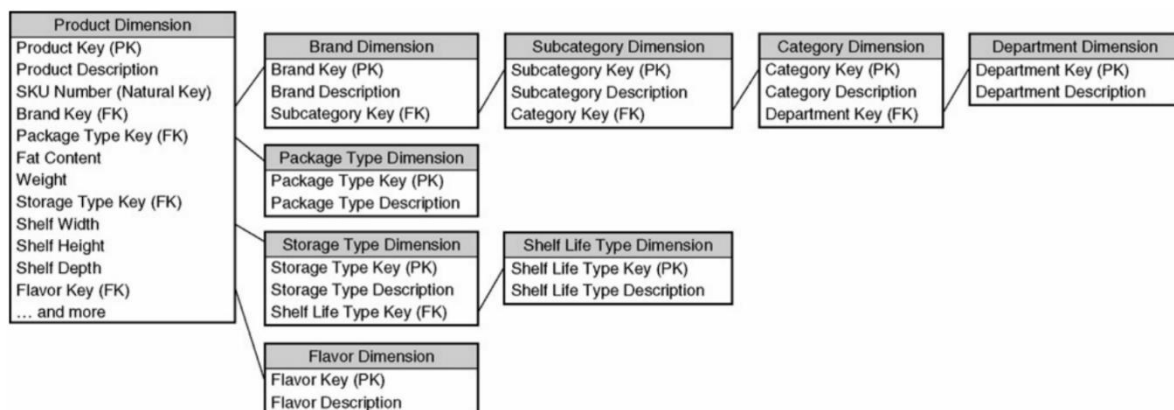 Product Dimension
Product Key (PK)
Product Description
SKU Number (Natural Key)
Brand Key (FK)
Package Type Key (FK)
Fat Content
Weight
Storage Type Key (FK)
Shelf Width
Shelf Height
Shelf Depth
Flavor Key (FK)
... and more
Brand Dimension
Brand Key (PK)
Brand Description
Subcategory Key (FK)
Subcategory Dimension
Subcategory Key (PK)
Subcategory Description
Category Key (FK)
Category Dimension
Category Key (PK)
Category Description
Department Key (FK)
Department Dimension
Department Key (PK)
Department Description
Package Type Dimension
Package Type Key (PK)
Package Type Description
Storage Type Dimension
Storage Type Key (PK)
Storage Type Description
Shelf Life Type Key (FK)
Shelf Life Type Dimension
Shelf Life Type Key (PK)
Shelf Life Type Description
Flavor Dimension
Flavor Key (PK)
Flavor Description